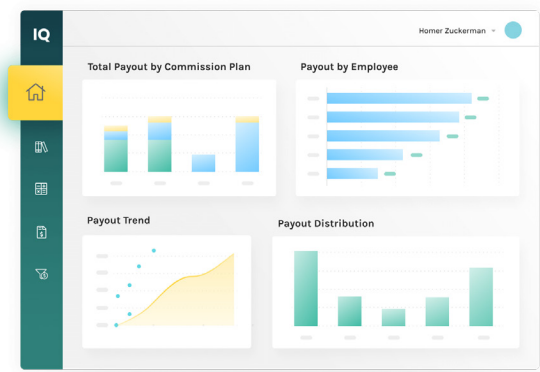 IQ
Homer Zuckerman
Total Payout by Commission Plan
Payout by Employee
Payout Trend
Payout Distribution